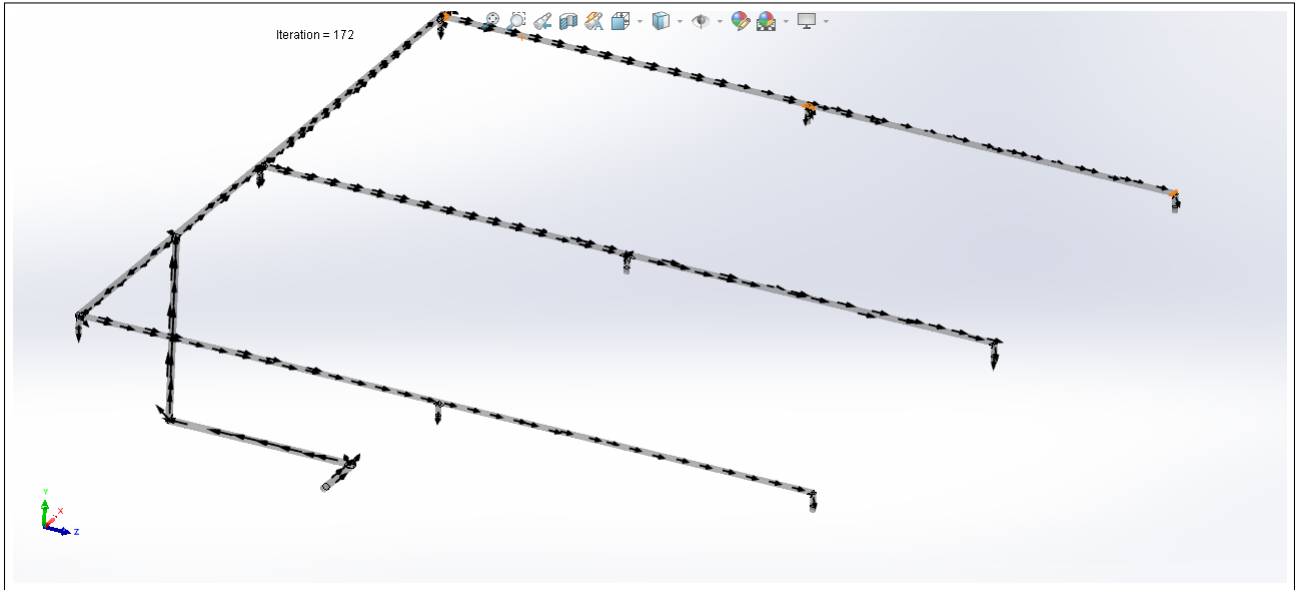 Iteration = 172
Y
X
Z